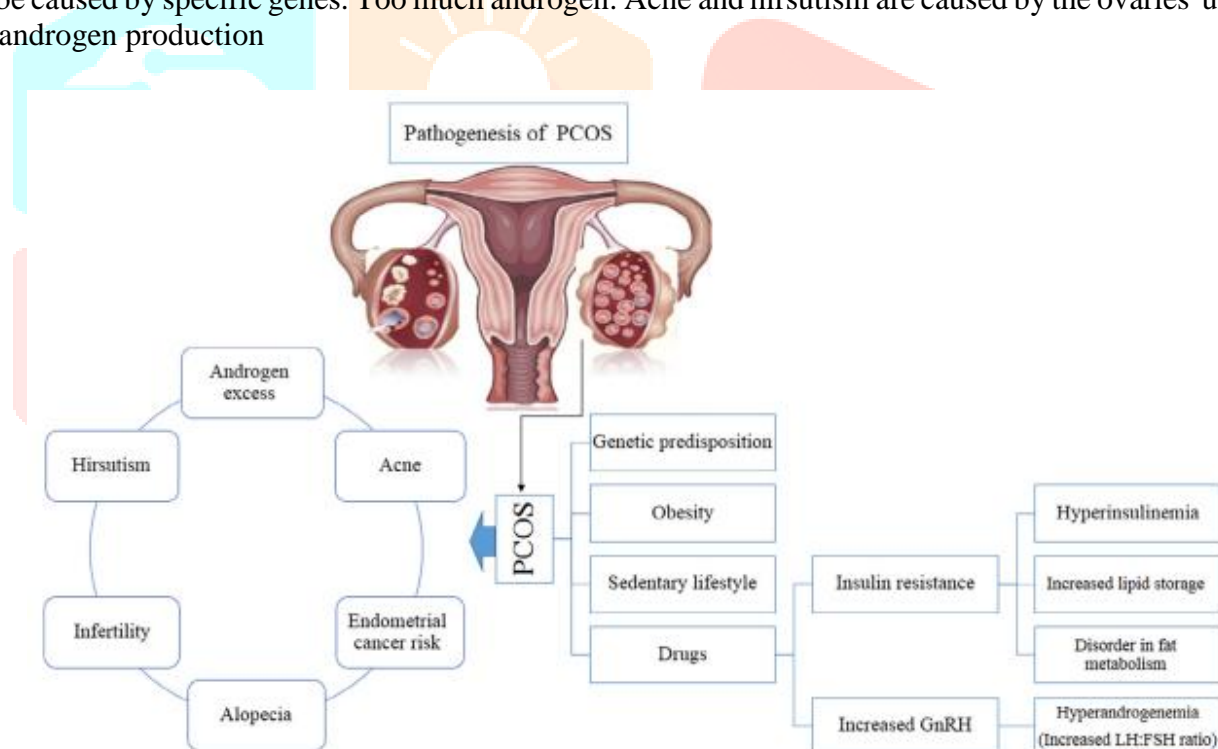 be caused by specific genes. Too much androgen: Acne and hirsutism are caused by the ovaries'
androgen production
Pathogenesis of PCOS
Androgen
excess
Hirsutism
Acne
Infertility
Endometrial
cancer risk
Alopecia
PCOS
Genetic predisposition
Obesity
Sedentary lifestyle
Drugs
Insulin resistance
Increased GnRH
Hyperinsulinemia
Increased lipid storage
Disorder in fat
metabolism
Hyperandrogenemia
(Increased LH:FSH ratio)